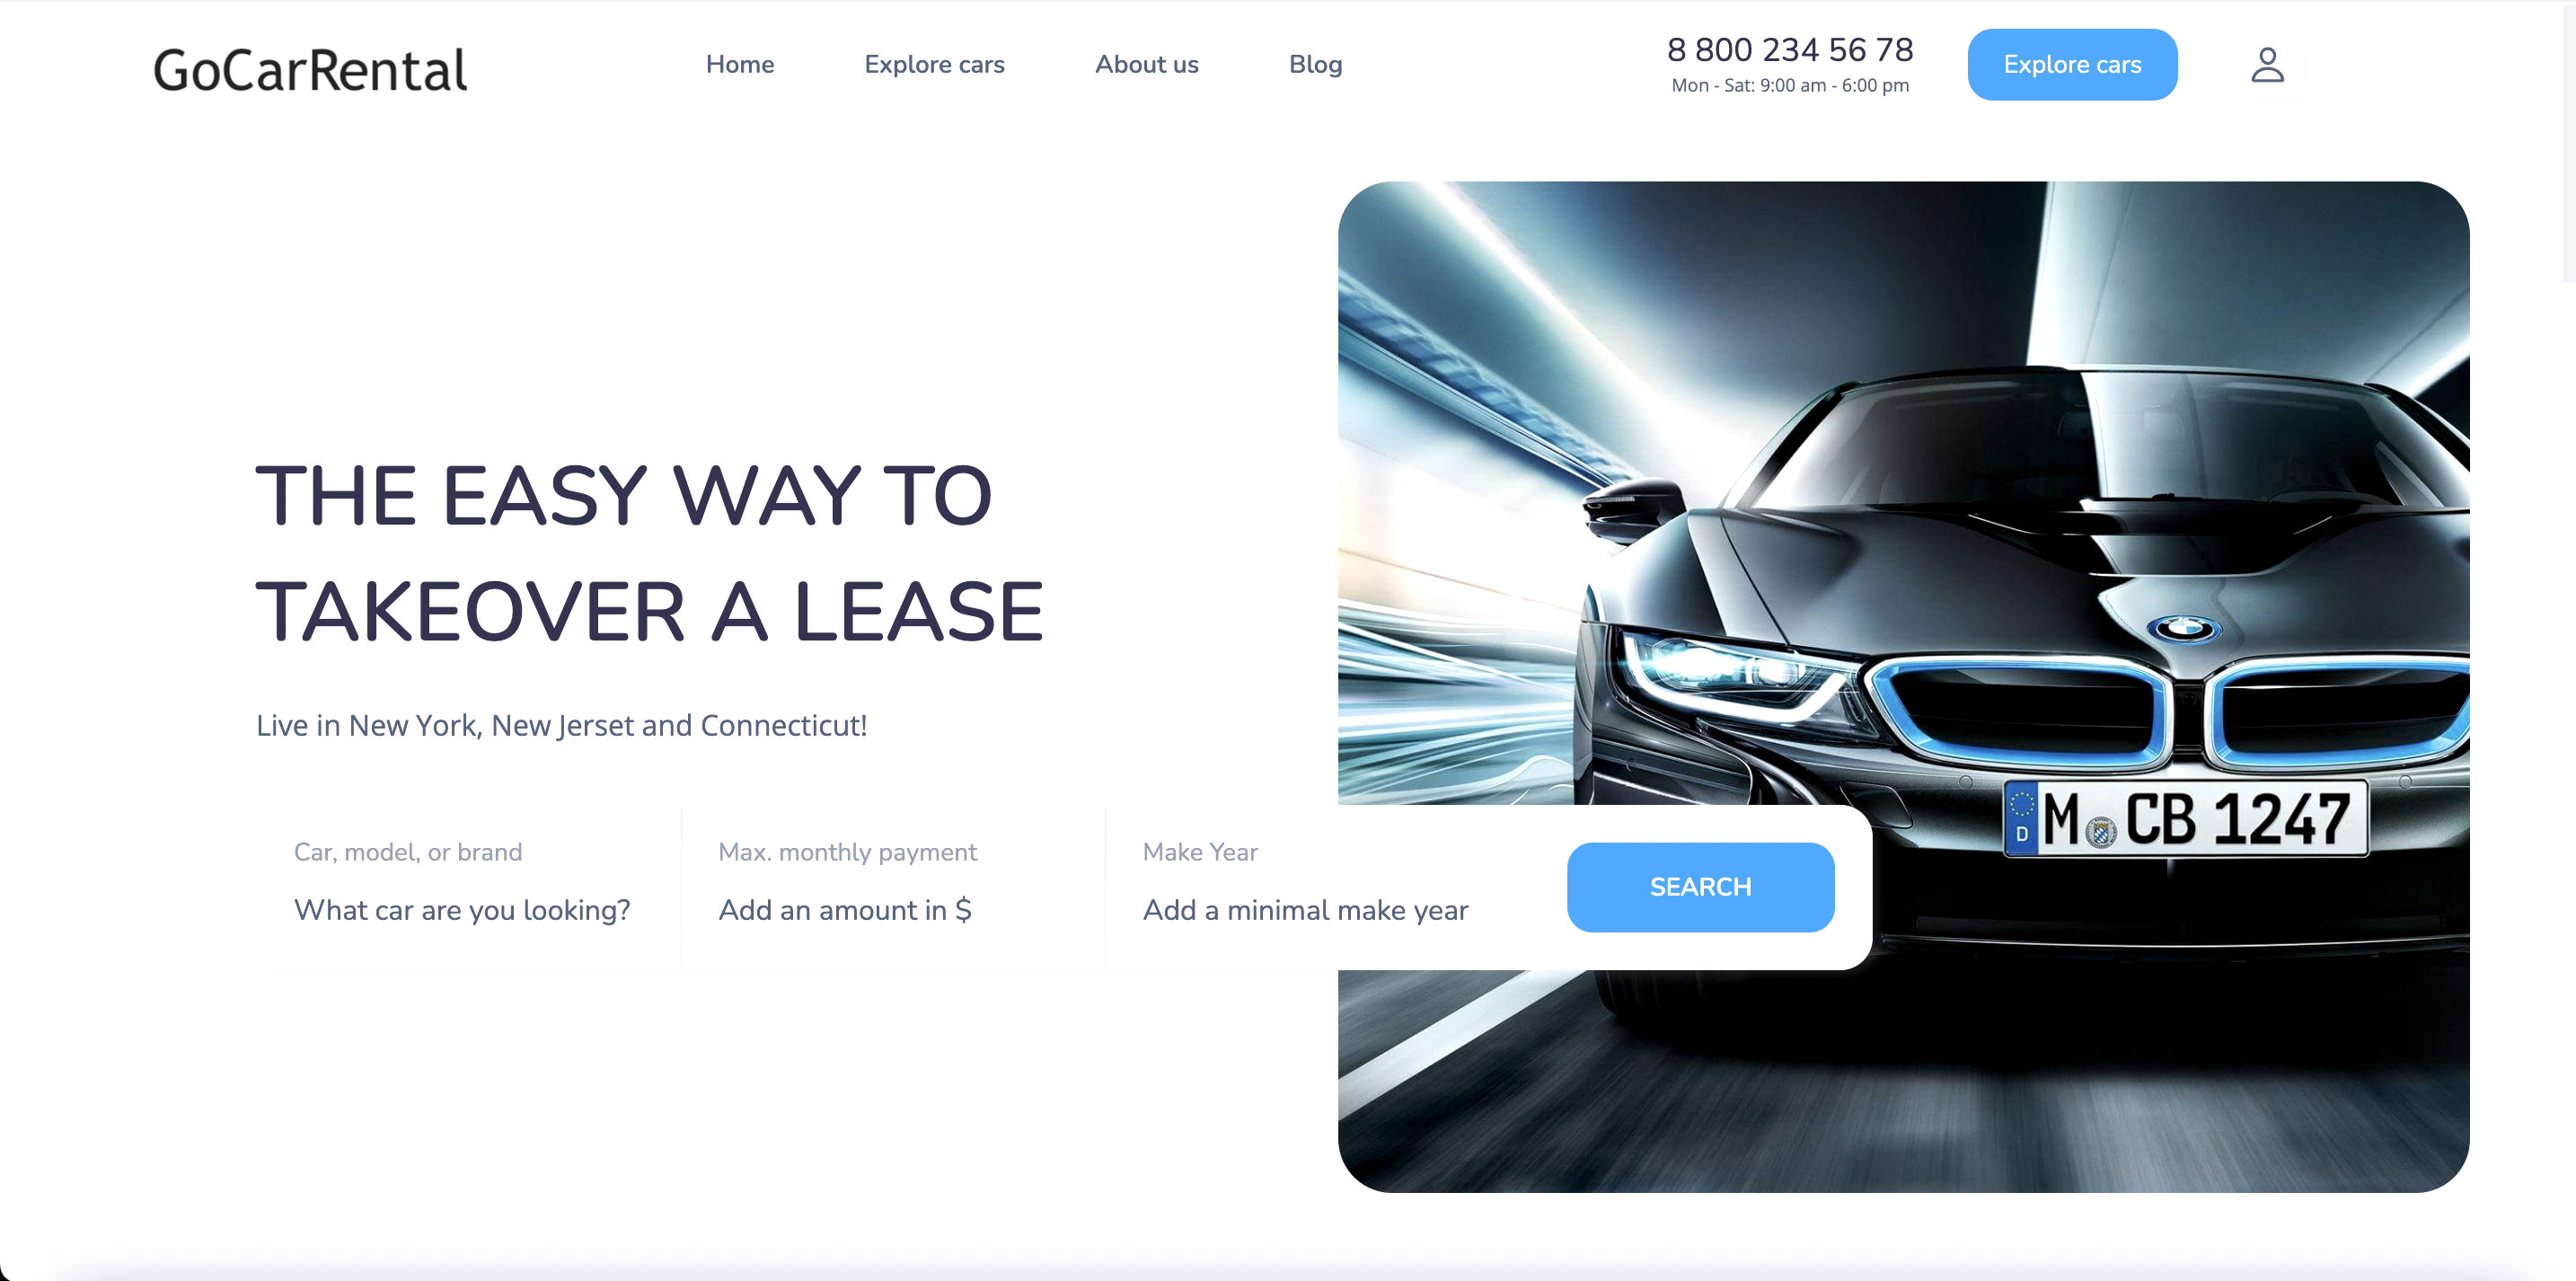 GoCarRental
Home
Explore cars
About us
Blog
8 800 234 56 78
Mon - Sat: 9:00 am - 6:00 pm
Explore cars
THE EASY WAY TO
TAKEOVER A LEASE
Live in New York, New Jerset and Connecticut!
Car, model, or brand
What car are you looking?
Max. monthly payment
Add an amount in $
Make Year
Add a minimal make year
SEARCH
D
M CB 1247